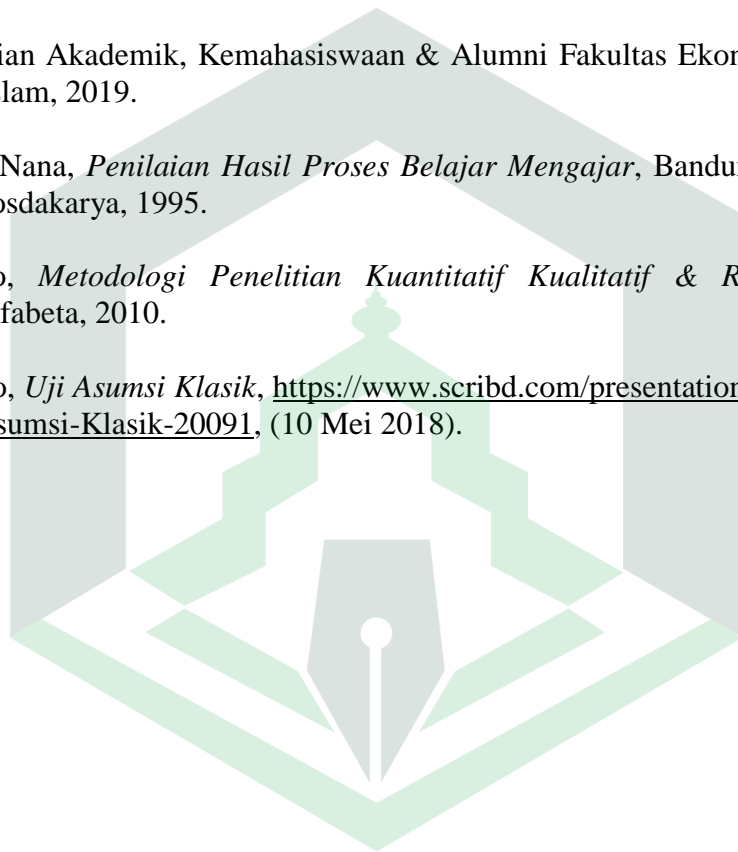 ian Akademik, Kemahasiswaan & Alumni Fakultas Ekon
lam, 2019.
Nana, Penilaian Hasil Proses Belajar Mengajar, Bandu
osdakarya, 1995.
o, Metodologi Penelitian Kuantitatif Kualitatif & R
fabeta, 2010.
o, Uji Asumsi Klasik, https://www.scribd.com/presentation
sumsi-Klasik-20091, (10 Mei 2018).